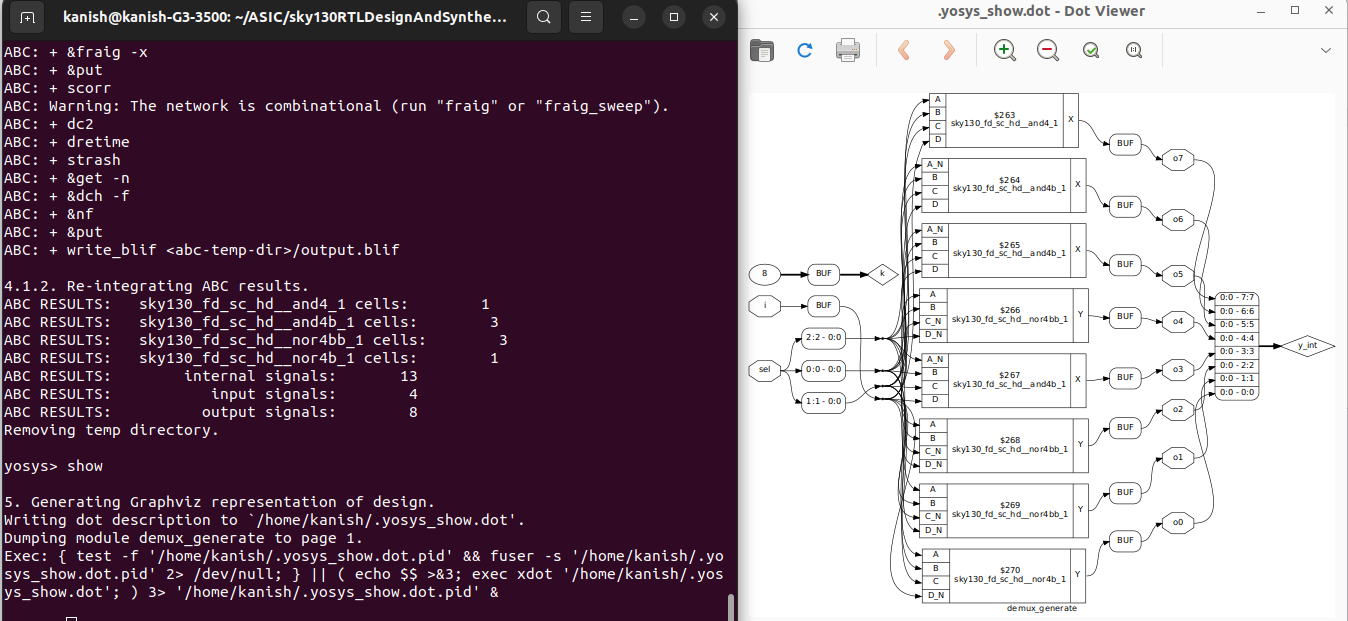 kanish@kanish-G3-3500: ~/ASIC/sky130RTLDesignAndSynthe...
ABC: + &fraig -x
ABC: + &put
ABC: + scorr
ABC: Warning: The network is combinational (run "fraig" or "fraig_sweep").
ABC: + dc2
ABC: + dretime
ABC: + strash
ABC: + &get -n
ABC: + &dch -f
ABC: + &nf
ABC: + &put
ABC: + write_blif <abc-temp-dir>/output.blif
4.1.2. Re-integrating ABC results.
ABC RESULTS:   sky130_fd_sc_hd__and4_1 cells:        1
ABC RESULTS:   sky130_fd_sc_hd__and4b_1 cells:        3
ABC RESULTS:   sky130_fd_sc_hd__nor4bb_1 cells:        3
ABC RESULTS:   sky130_fd_sc_hd__nor4b_1 cells:        1
ABC RESULTS:        internal signals:       13
ABC RESULTS:           input signals:        4
ABC RESULTS:          output signals:        8
Removing temp directory.
yosys> show
5. Generating Graphviz representation of design.
Writing dot description to `/home/kanish/.yosys_show.dot'.
Dumping module demux_generate to page 1.
Exec: { test -f '/home/kanish/.yosys_show.dot.pid' && fuser -s '/home/kanish/.yo
sys_show.dot.pid' 2> /dev/null; } || ( echo $$ >&3; exec xdot '/home/kanish/.yos
ys_show.dot'; ) 3> '/home/kanish/.yosys_show.dot.pid' &
.yosys_show.dot - Dot Viewer
8
BUF
k
i
BUF
sel
2:2 - 0:0
0:0 - 0:0
1:1 - 0:0
A
B
C
D
$263
sky130_fd_sc_hd__and4_1
X
BUF
o7
A_N
B
C
D
$264
sky130_fd_sc_hd__and4b_1
X
BUF
o6
A_N
B
C
D
$265
sky130_fd_sc_hd__and4b_1
X
BUF
o5
A
B
C_N
D_N
$266
sky130_fd_sc_hd__nor4bb_1
Y
BUF
o4
A_N
B
C
D
$267
sky130_fd_sc_hd__and4b_1
X
BUF
o3
A
B
C_N
D_N
$268
sky130_fd_sc_hd__nor4bb_1
Y
BUF
o2
A
B
C_N
D_N
$269
sky130_fd_sc_hd__nor4bb_1
Y
BUF
o1
A
B
C
D_N
$270
sky130_fd_sc_hd__nor4b_1
Y
BUF
o0
0:0 - 7:7
0:0 - 6:6
0:0 - 5:5
0:0 - 4:4
0:0 - 3:3
0:0 - 2:2
0:0 - 1:1
0:0 - 0:0
y_int
demux_generate